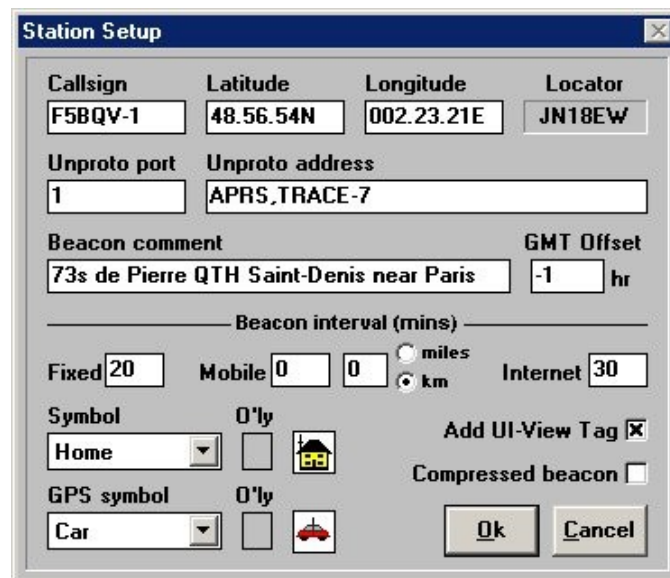 Station Setup
Callsign Latitude Longitude Locator
F5BQV-1 48.56.54N 002.23.21E JN18EW
Unproto port Unproto address
1 APRS,TRACE-7
Beacon comment GMT Offset
73s de Pierre QTH Saint-Denis near Paris -1 hr
Beacon interval (mins)
miles
Fixed 20 Mobile 0 0 km Internet 30
Symbol O'ly
Add UI-View Tag
Home
Compressed beacon
GPS symbol O'ly
Car Ok Cancel